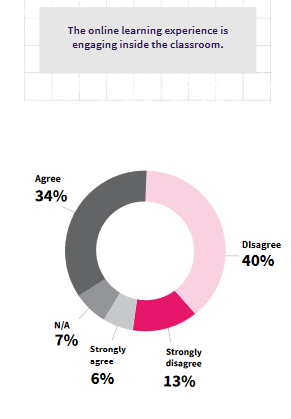 The online learning experience is
engaging inside the classroom.
Agree
34%
DIsagree
40%
N/A
7%
Strongly
agree
6%
Strongly
disagree
13%